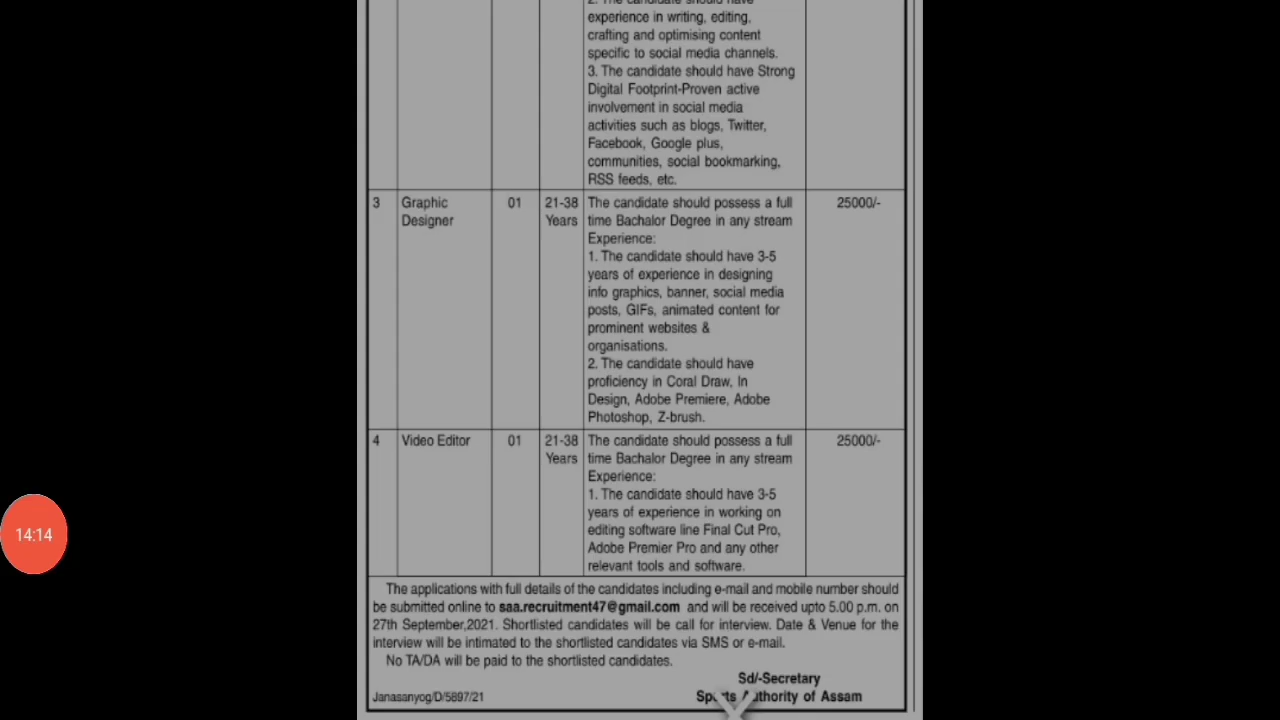 2. The candidate should have
experience in writing, editing,
crafting and optimising content
specific to social media channels.
3. The candidate should have Strong
Digital Footprint-Proven active
involvement in social media
activities such as blogs, Twitter,
Facebook, Google plus,
communities, social bookmarking,
RSS feeds, etc.
3 Graphic Designer 01 21-38 Years The candidate should possess a full
time Bachalor Degree in any stream
Experience:
1. The candidate should have 3-5
years of experience in designing
info graphics, banner, social media
posts, GIFs, animated content for
prominent websites &
organisations.
2. The candidate should have
proficiency in Coral Draw, In
Design, Adobe Premiere, Adobe
Photoshop, Z-brush.
25000/-
4 Video Editor 01 21-38 Years The candidate should possess a full
time Bachalor Degree in any stream
Experience:
1. The candidate should have 3-5
years of experience in working on
editing software line Final Cut Pro,
Adobe Premier Pro and any other
relevant tools and software.
25000/-
The applications with full details of the candidates including e-mail and mobile number should
be submitted online to saa.recruitment47@gmail.com and will be received upto 5.00 p.m. on
27th September,2021. Shortlisted candidates will be call for interview. Date & Venue for the
interview will be intimated to the shortlisted candidates via SMS or e-mail.
No TA/DA will be paid to the shortlisted candidates.
Sd/-Secretary
Janasanyog/D/5897/21 Sports Authority of Assam
14:14